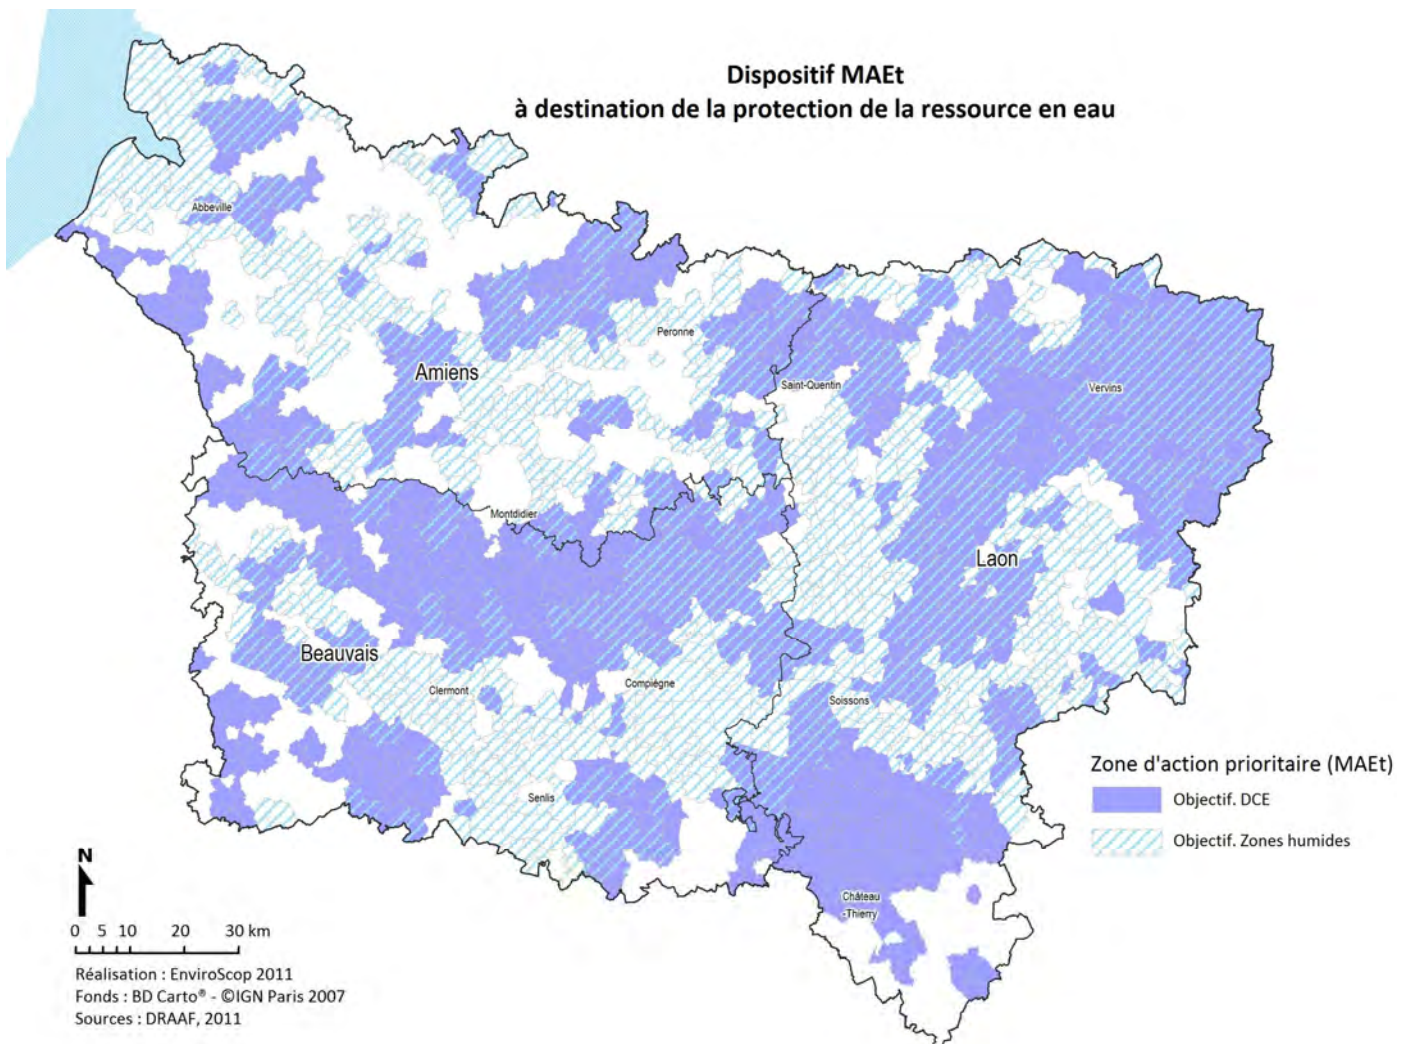 Dispositif MAEt
à destination de la protection de la ressource en eau
Abbeville
Peronne
Amiens
Saint-Quentin
Vervins
Montdidier
Laon
Beauvais
Clermont
Compiègne
Soissons
Senlis
Château
-Thierry
Zone d'action prioritaire (MAEt)
Objectif. DCE
Objectif. Zones humides
N
0 5 10 20 30 km
Réalisation : EnviroScop 2011
Fonds : BD Carto® - ©IGN Paris 2007
Sources : DRAAF, 2011